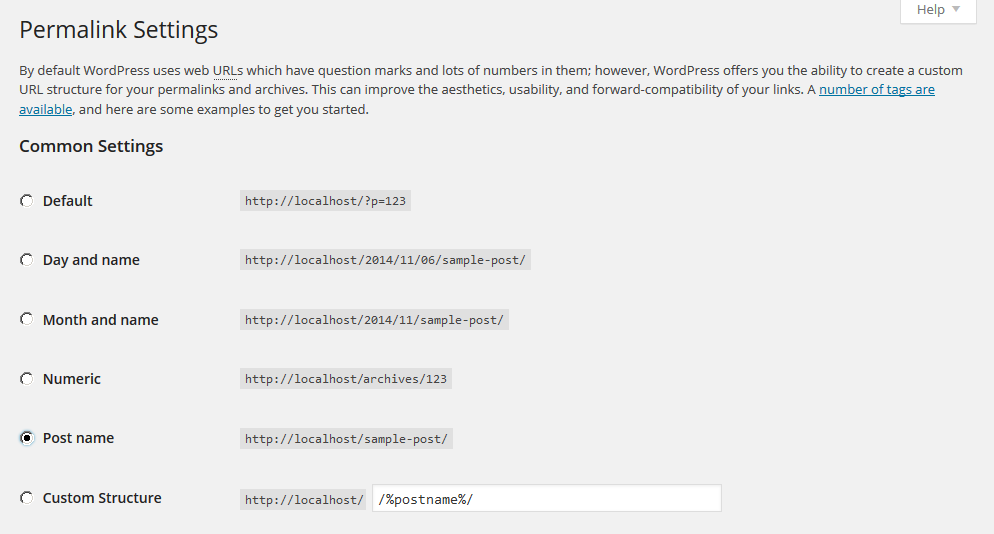 Help
Permalink Settings
By default WordPress uses web URLs which have question marks and lots of numbers in them; however, WordPress offers you the ability to create a custom
URL structure for your permalinks and archives. This can improve the aesthetics, usability, and forward-compatibility of your links. A number of tags are
available, and here are some examples to get you started.
Common Settings
Default http://localhost/?p=123
Day and name http://localhost/2014/11/06/sample-post/
Month and name http://localhost/2014/11/sample-post/
Numeric http://localhost/archives/123
Post name http://localhost/sample-post/
Custom Structure http://localhost/ /%postname%/